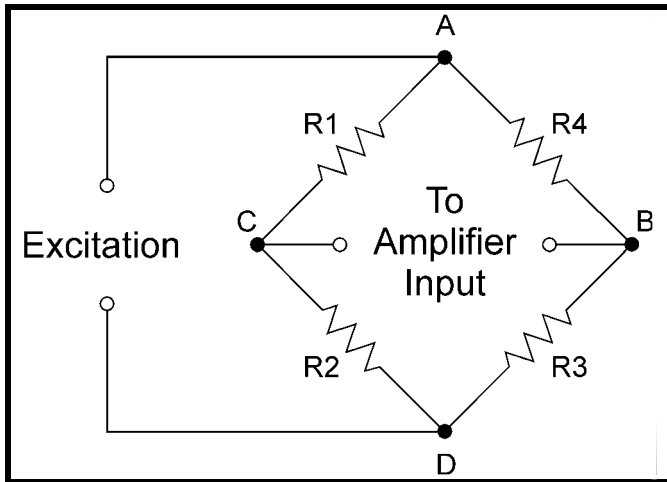 A
R1
R4
C
To
B
Excitation
Amplifier
Input
R2
R3
D